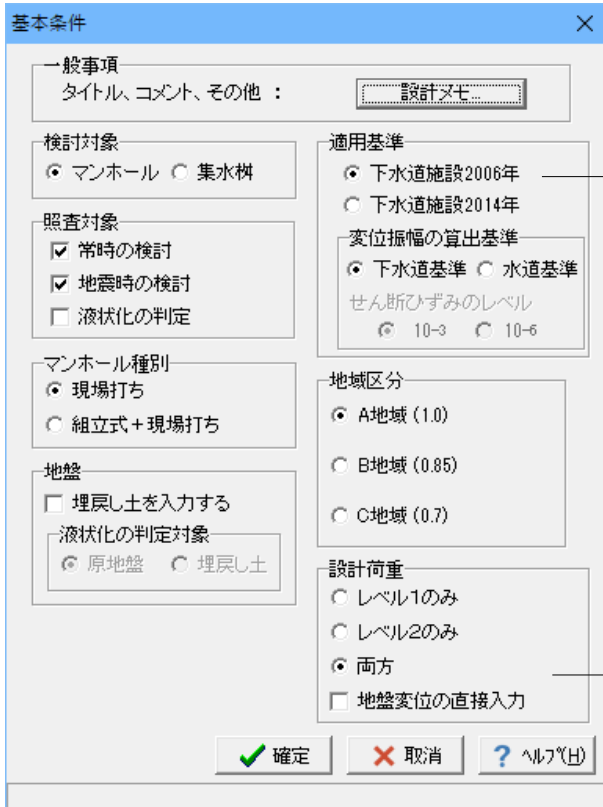 基本条件
一般事項
タイトル、コメント、その他 :
設計メモ...
検討対象
マンホール 集水桝
照査対象
常時の検討
地震時の検討
液状化の判定
マンホール種別
現場打ち
組立式+現場打ち
地盤
埋戻し土を入力する
液状化の判定対象
原地盤 埋戻し土
適用基準
下水道施設2006年
下水道施設2014年
変位振幅の算出基準
下水道基準 水道基準
せん断ひずみのレベル
10-3 10-6
地域区分
A地域 (1.0)
B地域 (0.85)
C地域 (0.7)
設計荷重
レベル1のみ
レベル2のみ
両方
地盤変位の直接入力
確定 取消 ? ヘルプ(H)